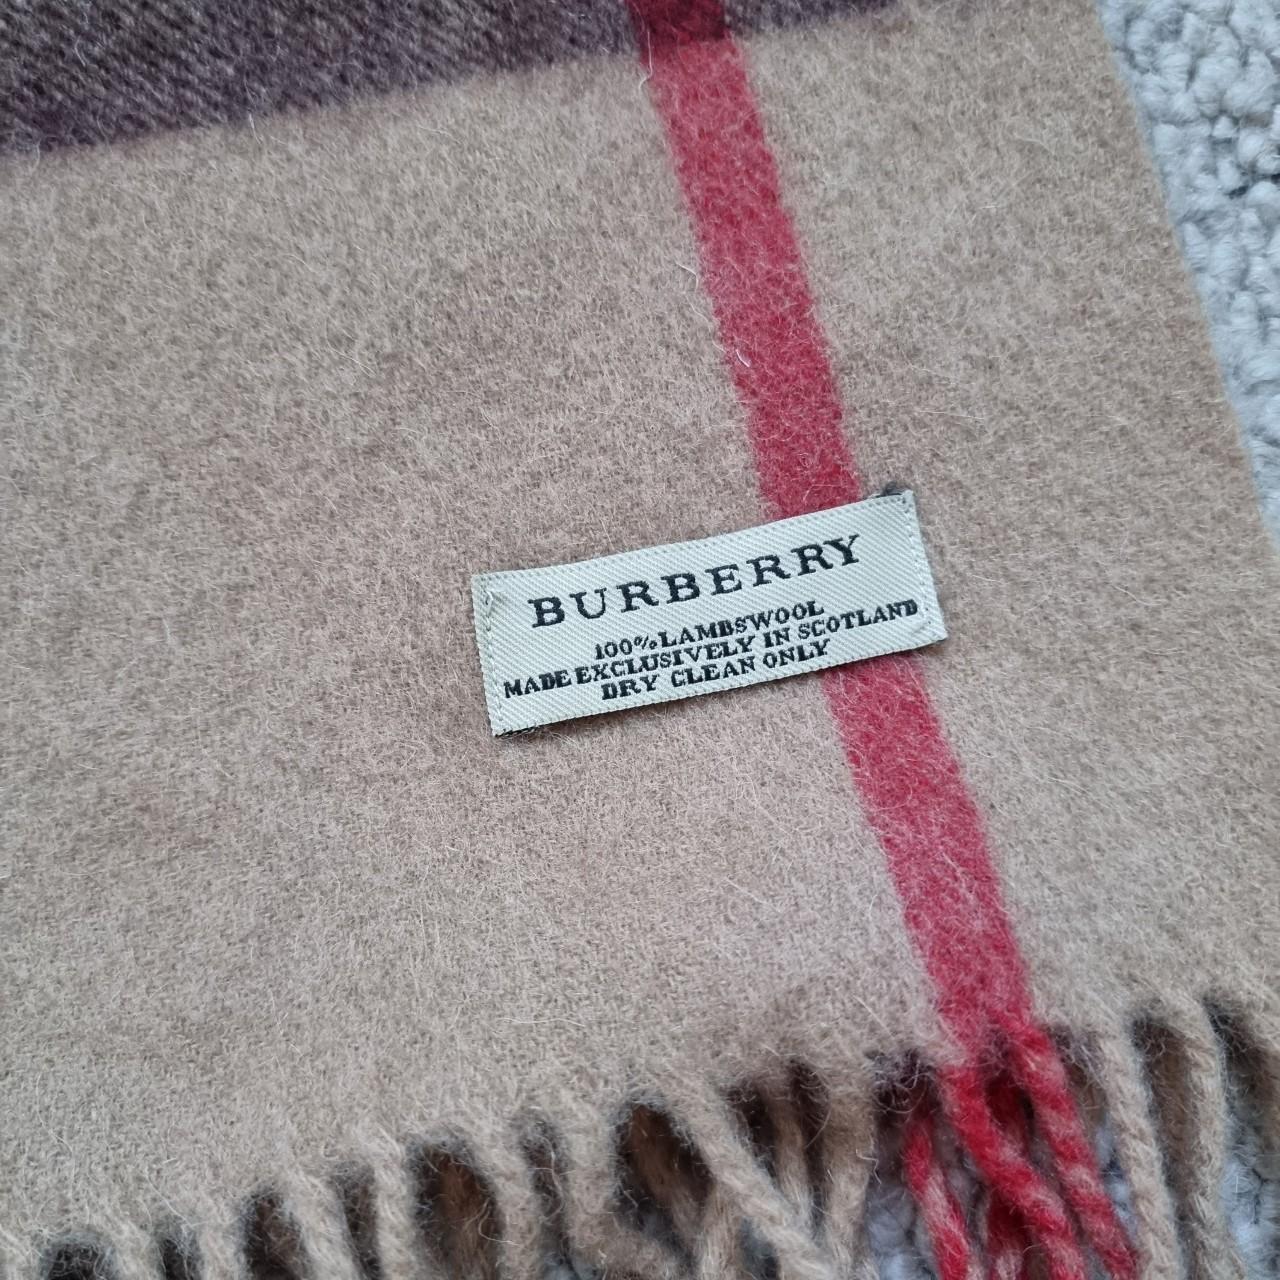 BURBERRY
100% LAMBSWOOL
MADE EXCLUSIVELY IN SCOTLAND
DRY CLEAN ONLY